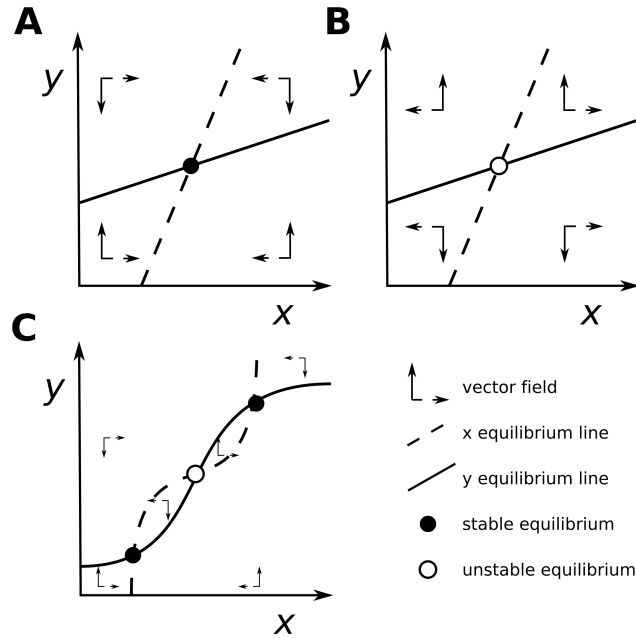 A
B
y
y
x
x
C
y
x
vector field
x equilibrium line
y equilibrium line
stable equilibrium
unstable equilibrium